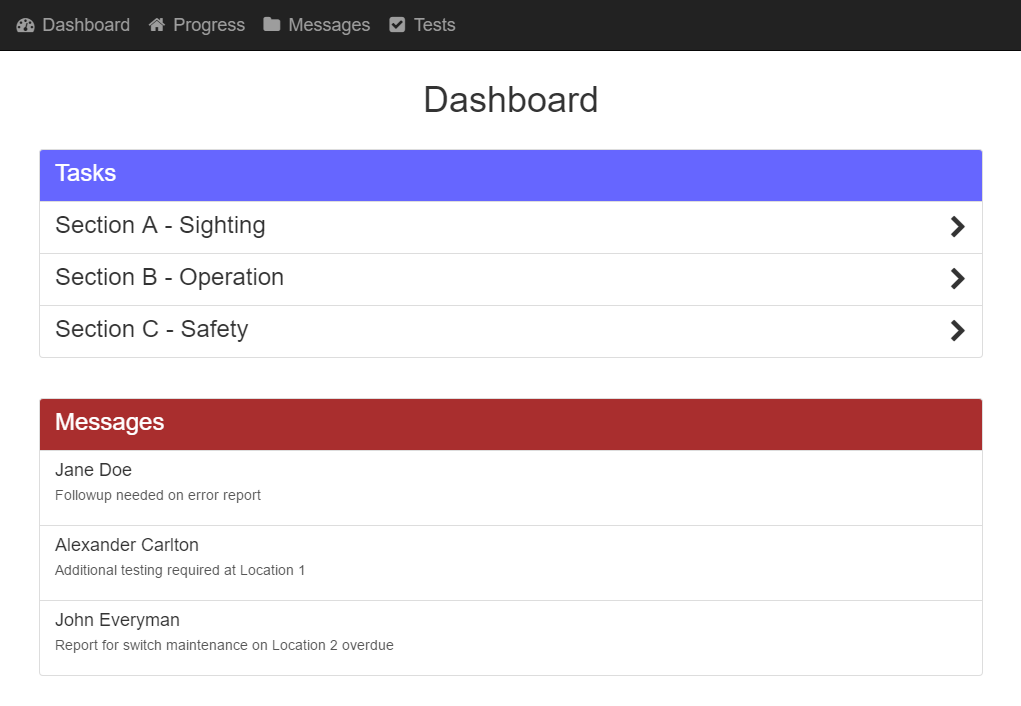 Dashboard Progress Messages Tests
Dashboard
Tasks
Section A - Sighting
Section B - Operation
Section C - Safety
Messages
Jane Doe
Followup needed on error report
Alexander Carlton
Additional testing required at Location 1
John Everyman
Report for switch maintenance on Location 2 overdue